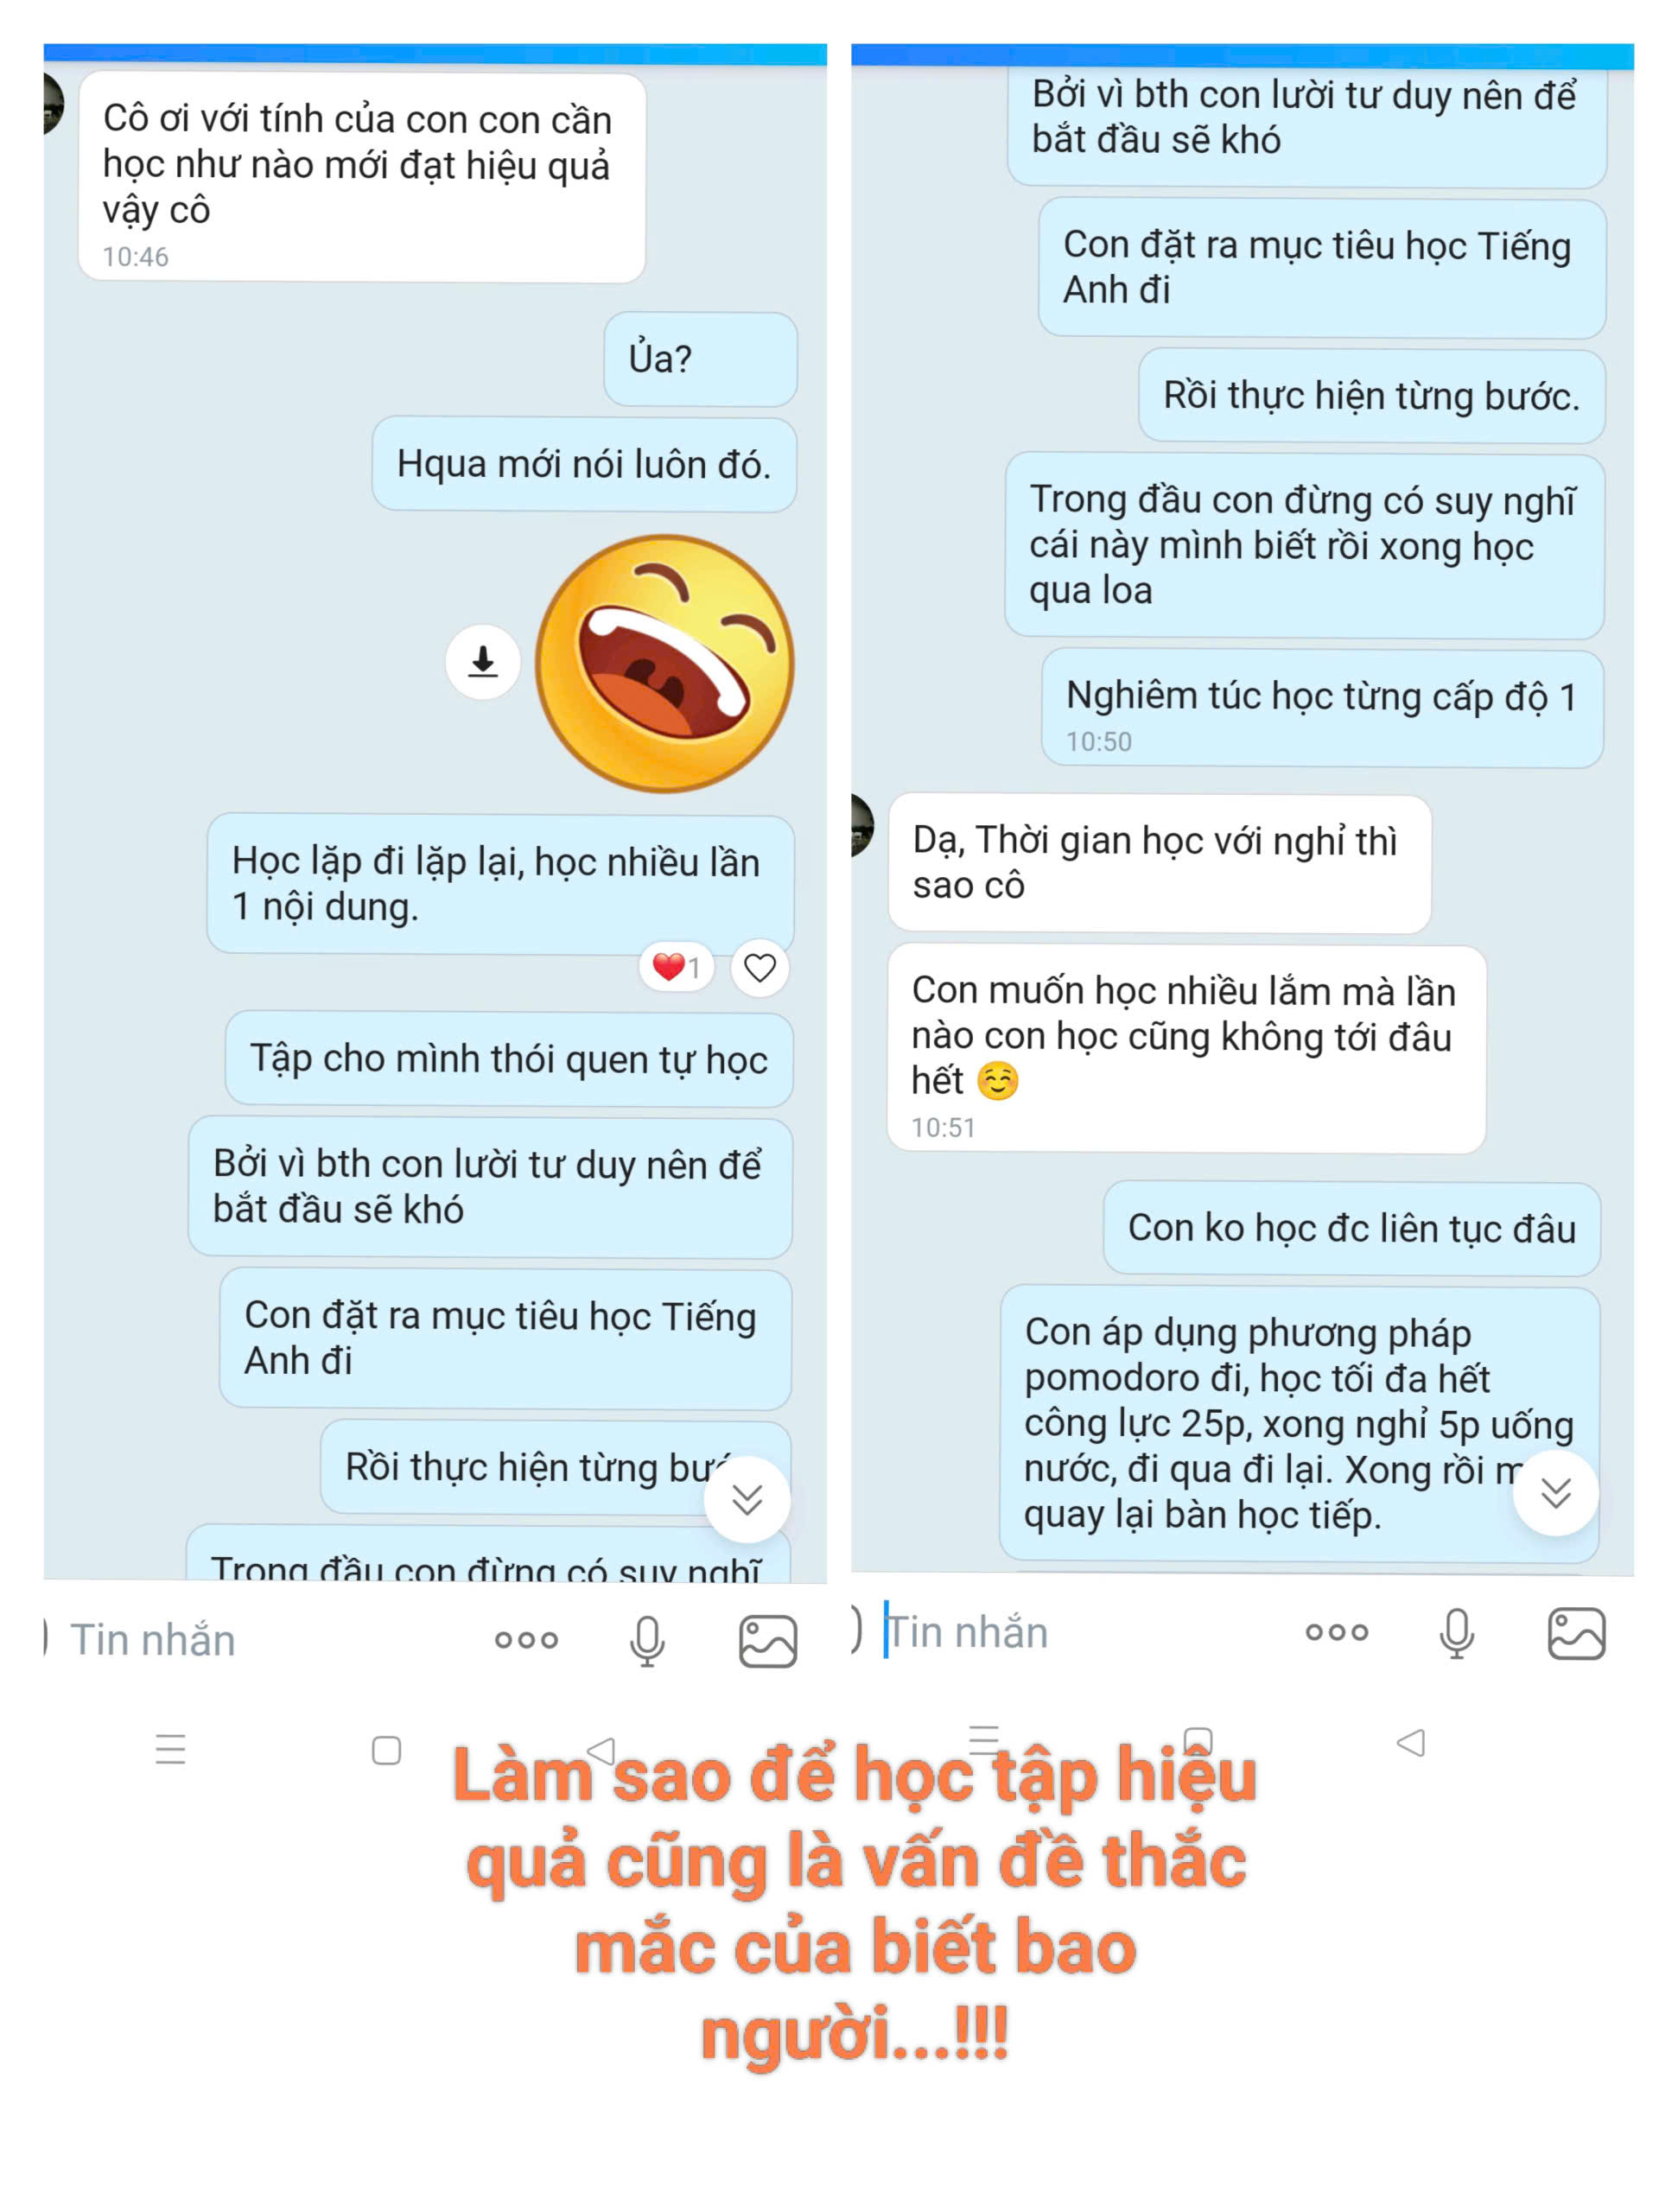 Cô ơi với tính của con con cần
học như nào mới đạt hiệu quả
vậy cô
10:46
Ủa?
Hqua mới nói luôn đó.
Học lặp đi lặp lại, học nhiều lần
1 nội dung.
1
Tập cho mình thói quen tự học
Bởi vì bth con lười tư duy nên để
bắt đầu sẽ khó
Con đặt ra mục tiêu học Tiếng
Anh đi
Rồi thực hiện từng
Trong đầu con đừng có suy nghĩ
Tin nhắn
Bởi vì bth con lười tư duy nên để
bắt đầu sẽ khó
Con đặt ra mục tiêu học Tiếng
Anh đi
Rồi thực hiện từng bước.
Trong đầu con đừng có suy nghĩ
cái này mình biết rồi xong học
qua loa
Nghiêm túc học từng cấp độ 1
10:50
Dạ, Thời gian học với nghỉ thì
sao cô
Con muốn học nhiều lắm mà lần
nào con học cũng không tới đâu
hết ☺️
10:51
Con ko học đc liên tục đâu
Con áp dụng phương pháp
pomodoro đi, học tối đa hết
công lực 25p, xong nghỉ 5p uống
nước, đi qua đi lại. Xong rồi
quay lại bàn học tiếp.
Tin nhắn
Làm sao để học tập hiệu
quả cũng là vấn đề thắc
mắc của biết bao
người...!!!